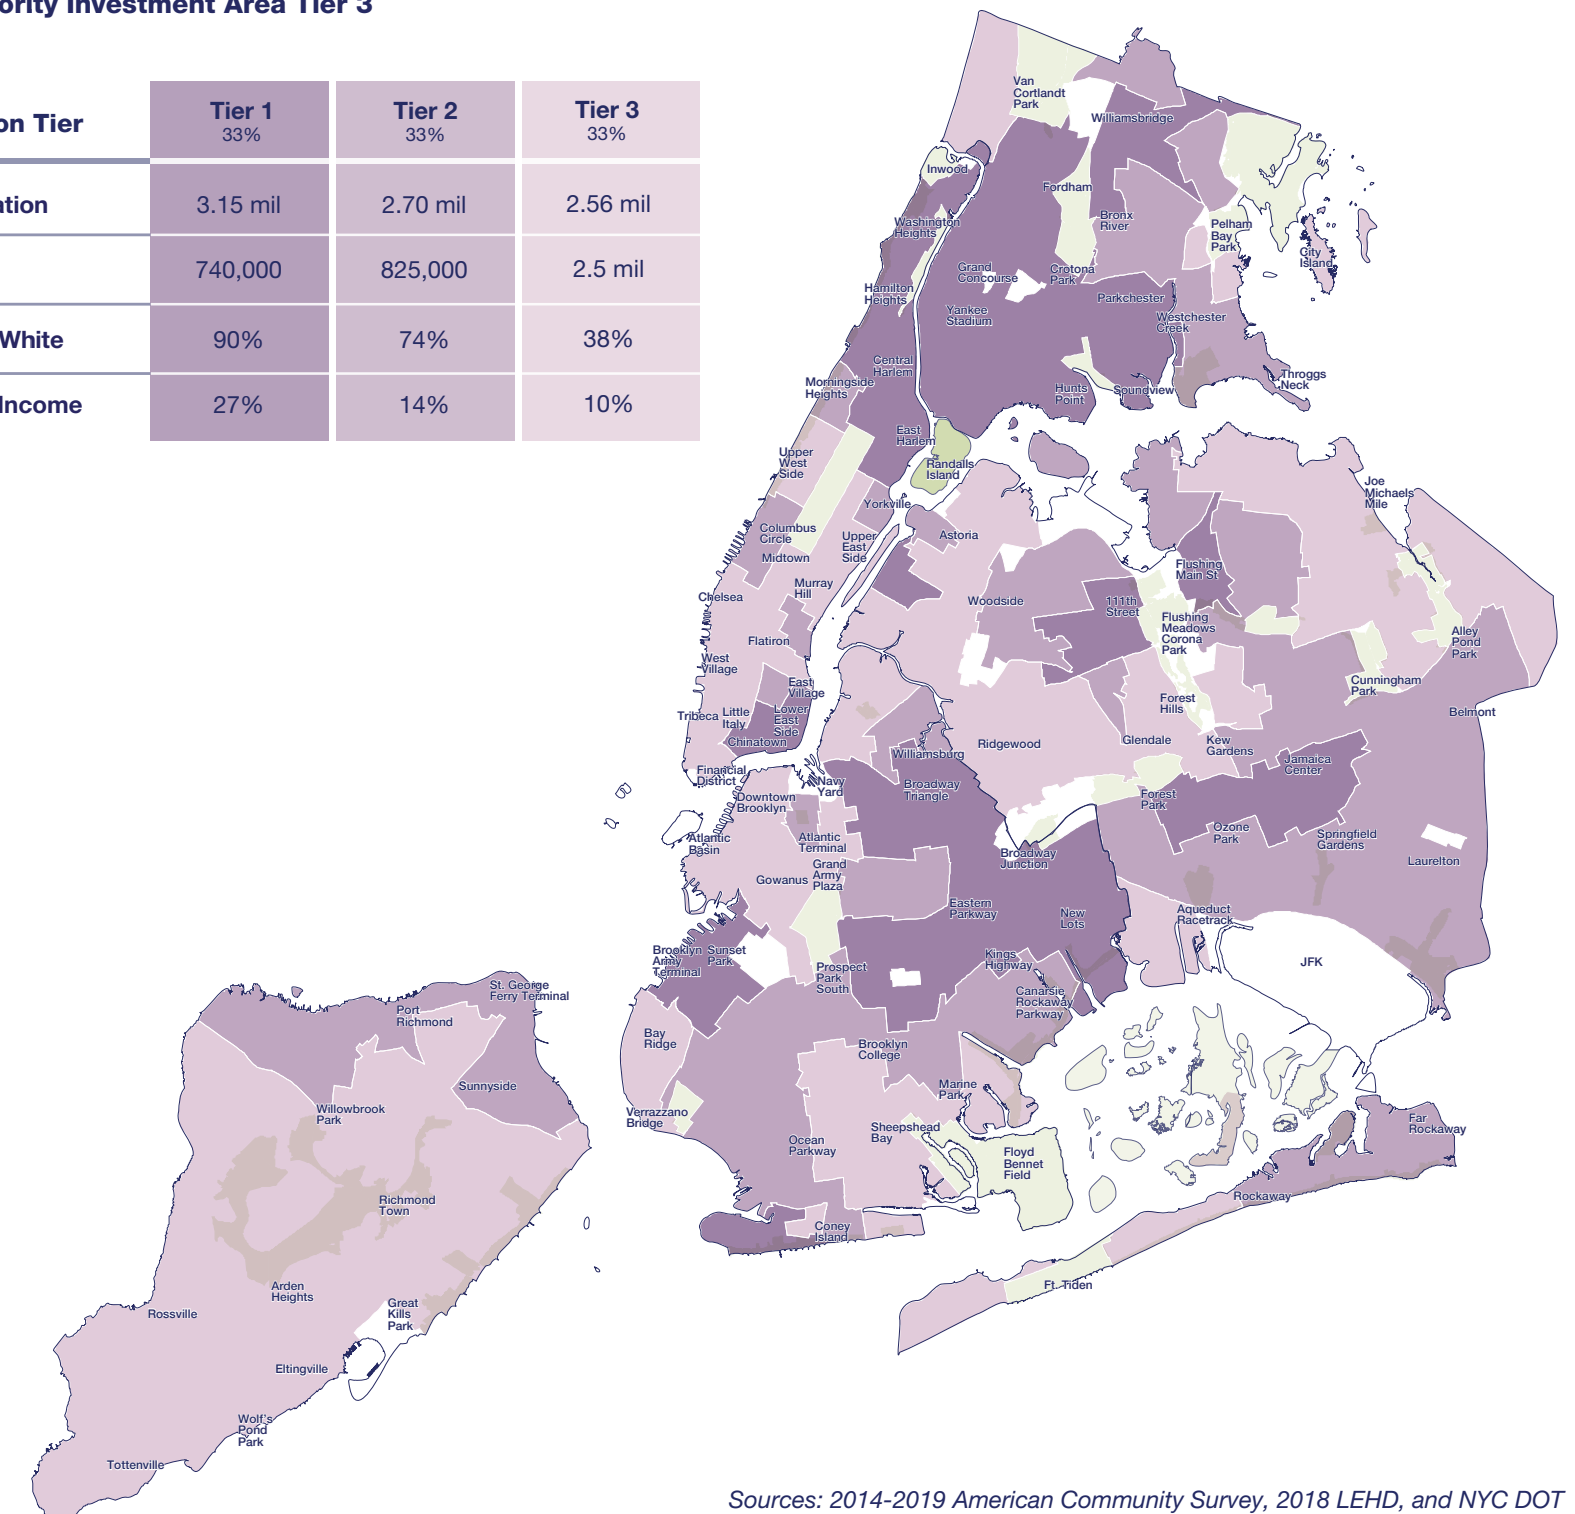 ority Investment Area Tier 3
on Tier
Tier 1
33%
Tier 2
33%
Tier 3
33%
ation
3.15 mil
2.70 mil
2.56 mil
740,000
825,000
2.5 mil
White
90%
74%
38%
Income
27%
14%
10%
Van
Cortlandt
Park
Williamsbridge
Inwood
Fordham
Washington
Heights
Bronx
River
Pelham
Bay
Park
City
Island
Grand
Concourse
Crotona
Park
Hamilton
Heights
Parkchester
Yankee
Stadium
Westchester
Creek
Central
Harlem
Morningside
Heights
Hunts
Point
Soundview
Throggs
Neck
East
Harlem
Upper
West
Side
Randalls
Island
Joe
Michaels
Mile
Yorkville
Columbus
Circle
Upper
East
Side
Astoria
Midtown
Flushing
Main St
Murray
Hill
Chelsea
Woodside
111th
Street
Flushing
Meadows
Corona
Park
Flatiron
Alley
Pond
Park
West
Village
East
Village
Cunningham
Park
Forest
Hills
Tribeca
Little
Italy
Lower
East
Side
Belmont
Chinatown
Williamsburg
Ridgewood
Glendale
Kew
Gardens
Jamaica
Center
Financial
District
Navy
Yard
Broadway
Triangle
Downtown
Brooklyn
Forest
Park
Atlantic
Basin
Atlantic
Terminal
Ozone
Park
Springfield
Gardens
Broadway
Junction
Laurelton
Gowanus
Grand
Army
Plaza
Eastern
Parkway
New
Lots
Aqueduct
Racetrack
Brooklyn
Army
Terminal
Sunset
Park
Kings
Highway
JFK
Prospect
Park
South
Canarsie
Rockaway
Parkway
St. George
Ferry Terminal
Port
Richmond
Bay
Ridge
Brooklyn
College
Sunnyside
Marine
Park
Willowbrook
Park
Verrazzano
Bridge
Sheepshead
Bay
Far
Rockaway
Ocean
Parkway
Floyd
Bennet
Field
Richmond
Town
Rockaway
Coney
Island
Ft. Tiden
Arden
Heights
Great
Kills
Park
Rossville
Eltingville
Wolf's
Pond
Park
Tottenville
Sources: 2014-2019 American Community Survey, 2018 LEHD, and NYC DOT